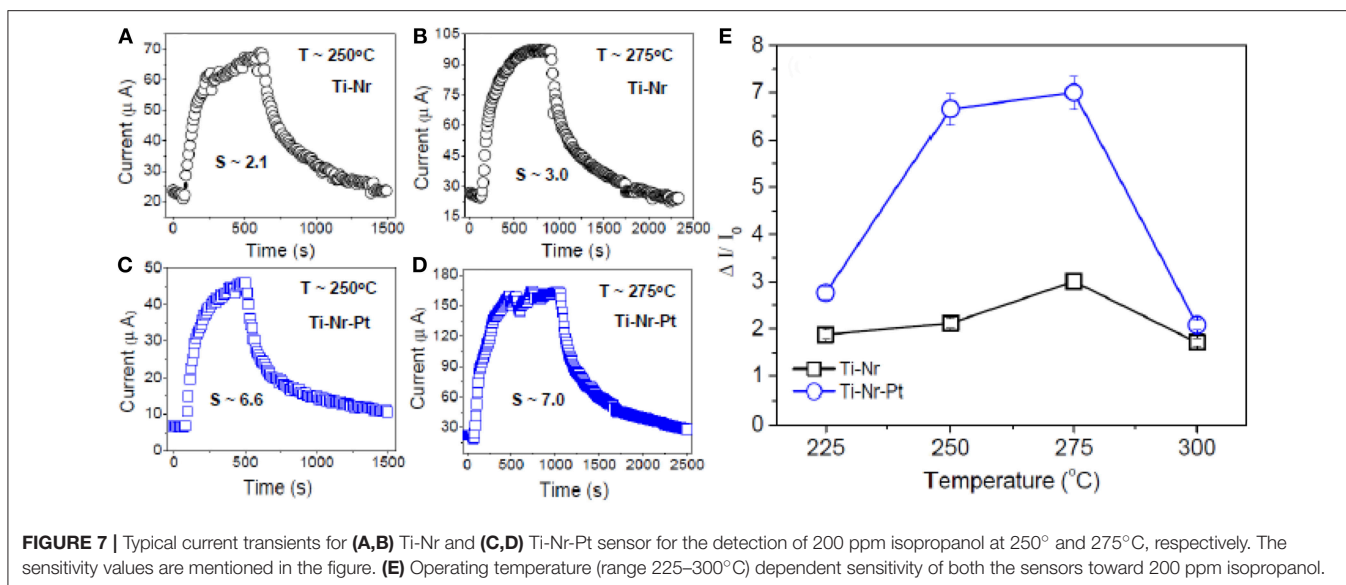 A
T ~ 250°C
Ti-Nr
S ~ 2.1
Current (μ A)
70
60
50
40
30
20
0 500 1000 1500
Time (s)
B
T ~ 275°C
Ti-Nr
S ~ 3.0
Current (μ A)
105
90
75
60
45
30
15
0 500 1000 1500 2000 2500
Time (s)
C
T ~ 250°C
Ti-Nr-Pt
S ~ 6.6
Current (μ A)
50
40
30
20
10
0
0 500 1000 1500
Time (s)
D
T ~ 275°C
Ti-Nr-Pt
S ~ 7.0
Current (μ A)
180
150
120
90
60
30
0 500 1000 1500 2000 2500
Time (s)
E
Δ I/ I₀
8
7
6
5
4
3
2
1
0
Ti-Nr
Ti-Nr-Pt
225 250 275 300
Temperature (°C)
FIGURE 7 | Typical current transients for (A,B) Ti-Nr and (C,D) Ti-Nr-Pt sensor for the detection of 200 ppm isopropanol at 250° and 275°C, respectively. The
sensitivity values are mentioned in the figure. (E) Operating temperature (range 225–300°C) dependent sensitivity of both the sensors toward 200 ppm isopropanol.